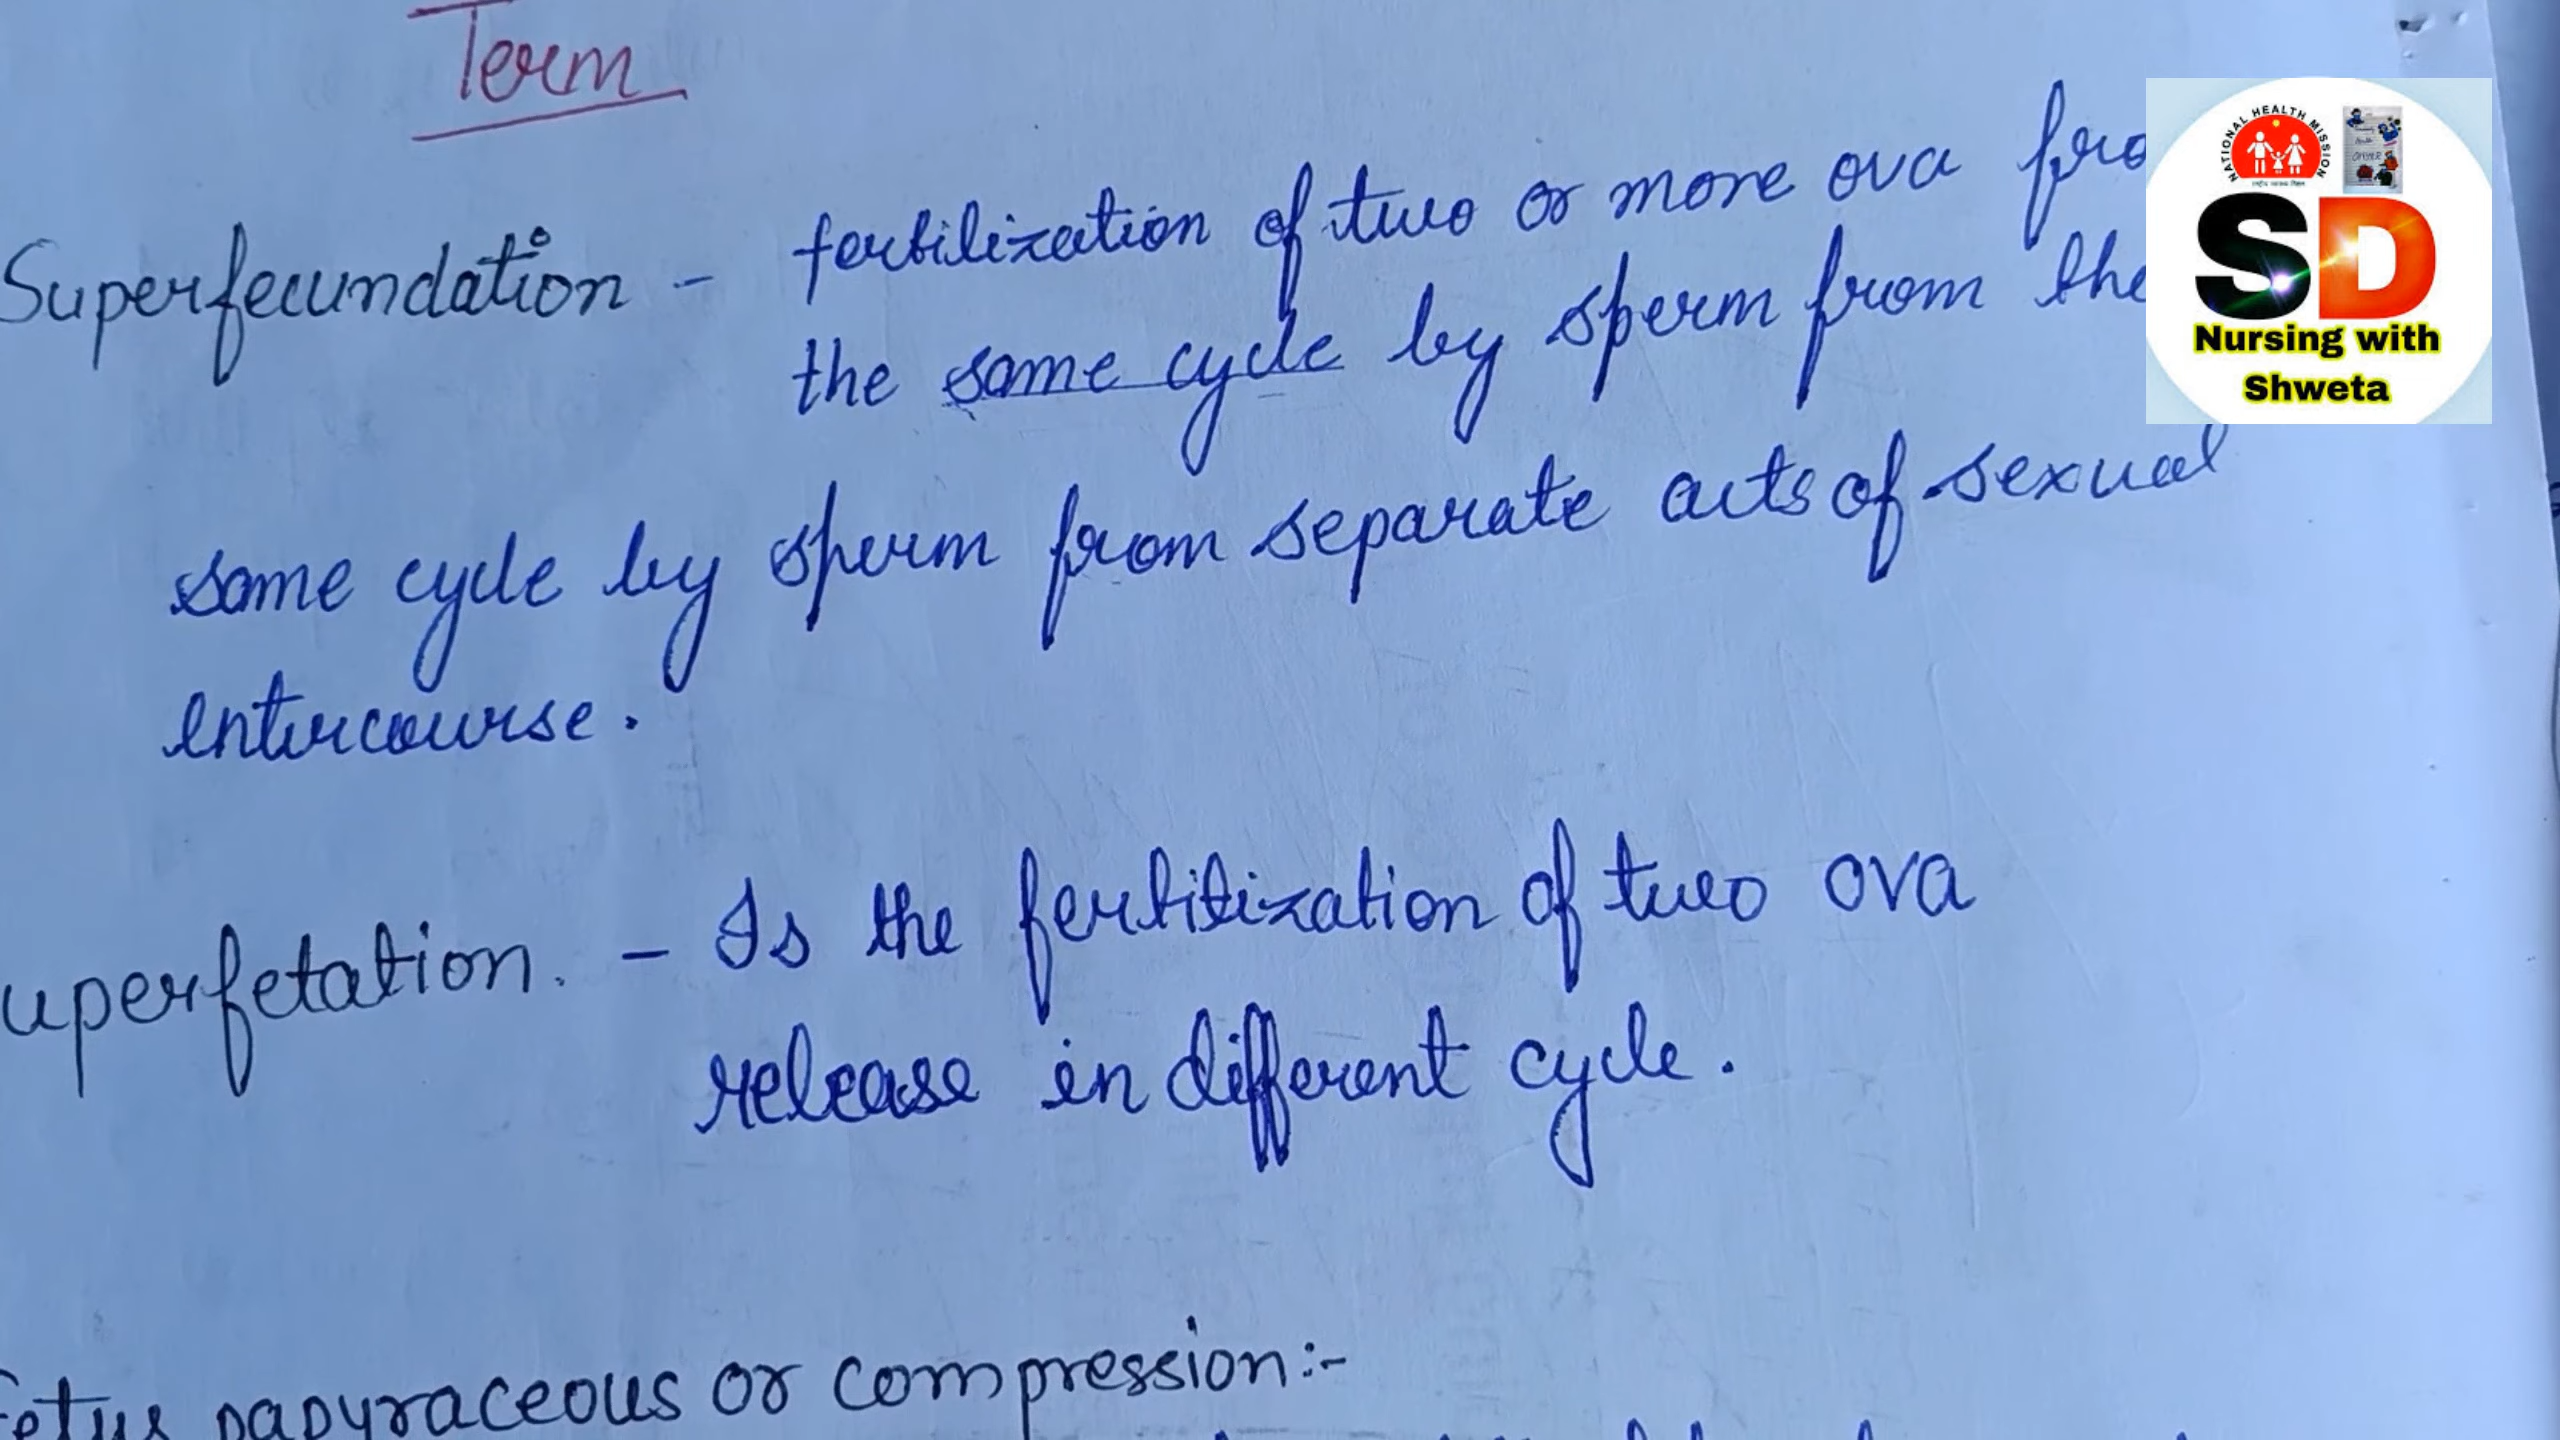 Term
Superfecundation - fertilization of two or more ova fro
the same cycle by sperm from the
same cycle by sperm from separate acts of sexual
entercourse.
uperfetation. - Is the fertilization of two ova
release in different cycle.
Fetus papyraceous or compression:-
NATIONAL HEALTH MISSION
SD
Nursing with
Shweta